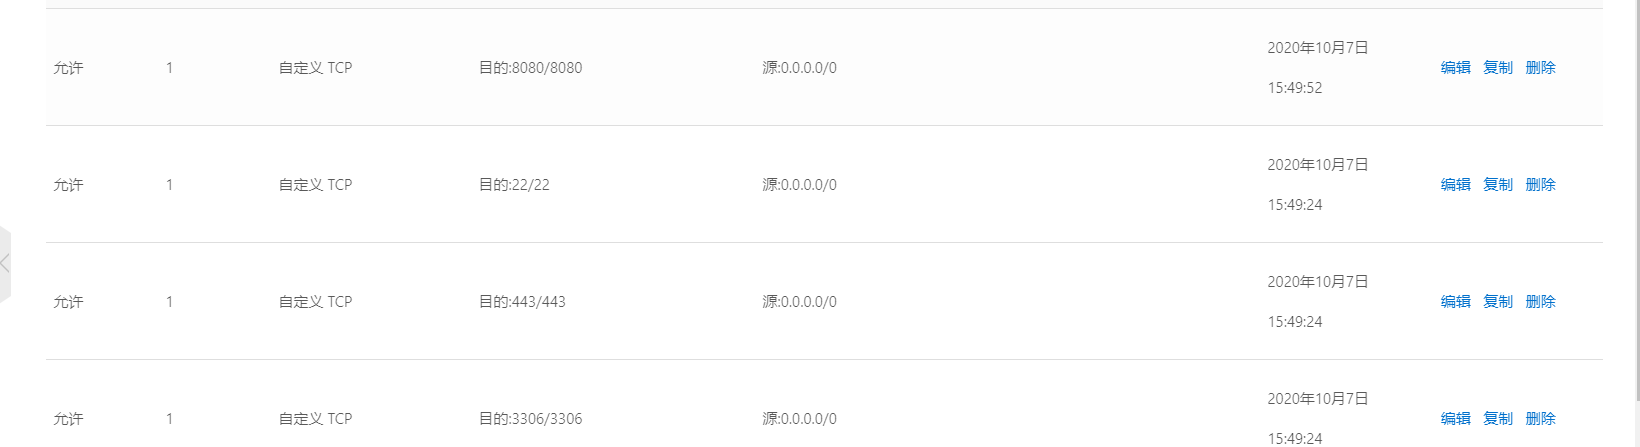 2020年10月7日
允许 1 自定义 TCP 目的:8080/8080 源:0.0.0.0/0 编辑 复制 删除
15:49:52
2020年10月7日
允许 1 自定义 TCP 目的:22/22 源:0.0.0.0/0 编辑 复制 删除
15:49:24
2020年10月7日
允许 1 自定义 TCP 目的:443/443 源:0.0.0.0/0 编辑 复制 删除
15:49:24
2020年10月7日
允许 1 自定义 TCP 目的:3306/3306 源:0.0.0.0/0 编辑 复制 删除
15:49:24